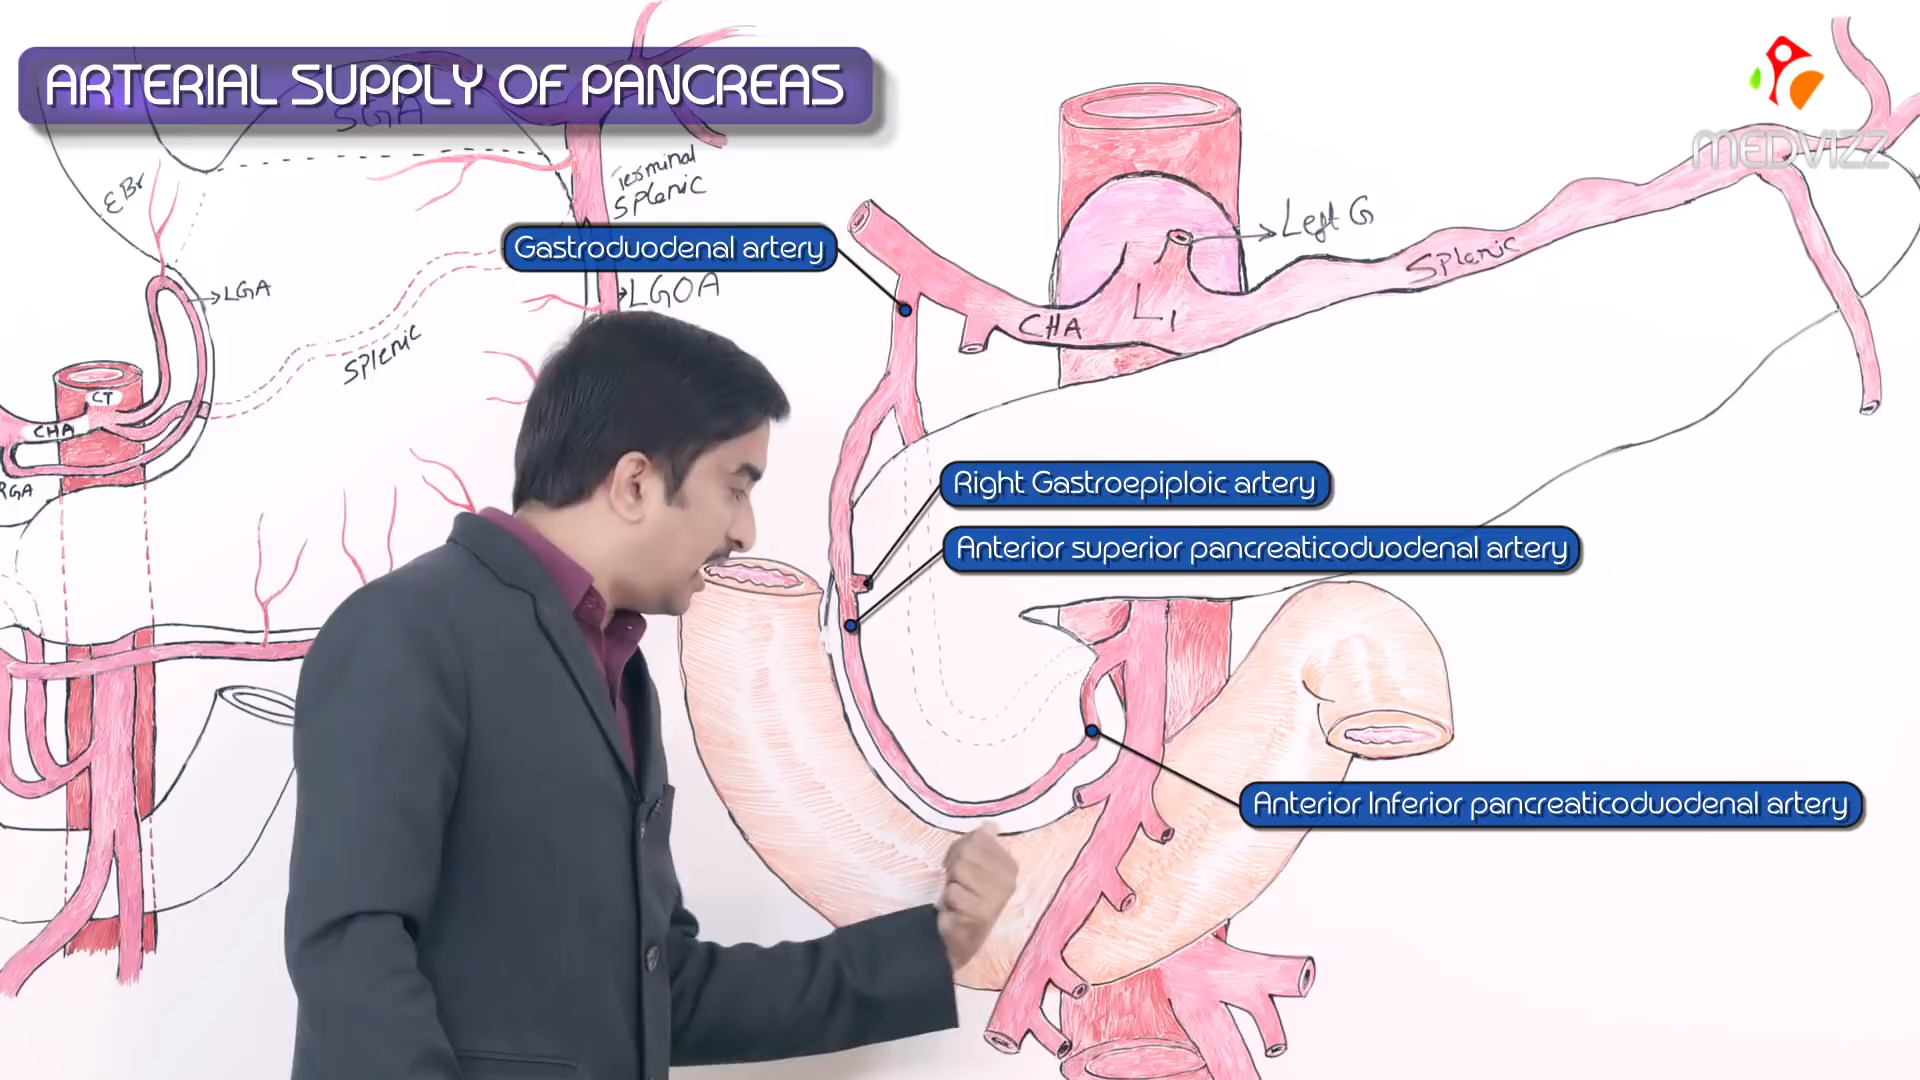 ARTERIAL SUPPLY OF PANCREAS
MEDVIZZ
SGA
EBr
Terminal
Splenic
Left G
Gastroduodenal artery
Splenic
LGA
LGOA
CHA
L1
Splenic
CT
CHA
RGA
Right Gastroepiploic artery
Anterior superior pancreaticoduodenal artery
Anterior Inferior pancreaticoduodenal artery